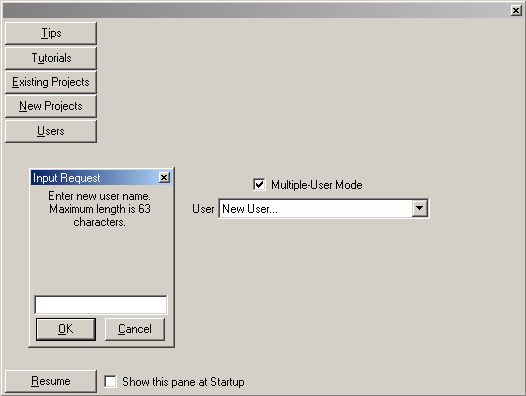 Tips
Tutorials
Existing Projects
New Projects
Users
Input Request
Enter new user name.
Maximum length is 63
characters.
OK Cancel
Multiple-User Mode
User New User...
Resume Show this pane at Startup